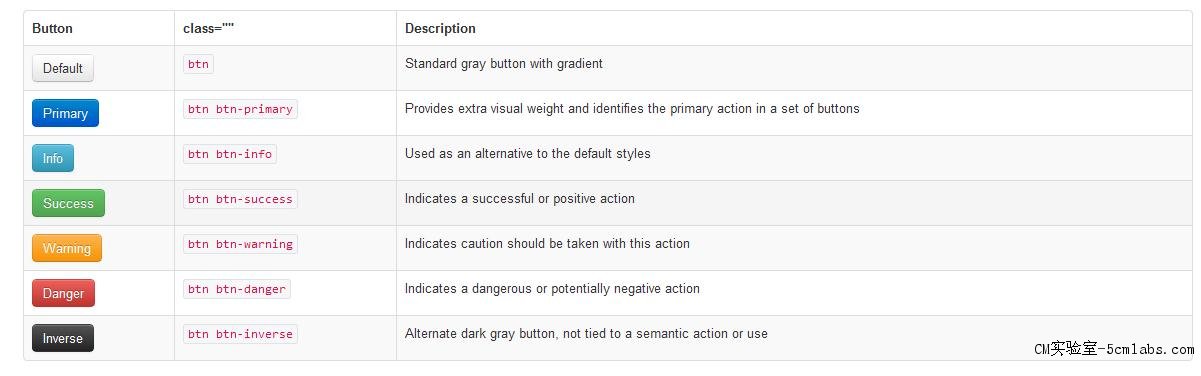 Button class="" Description
Default btn Standard gray button with gradient
Primary btn btn-primary Provides extra visual weight and identifies the primary action in a set of buttons
Info btn btn-info Used as an alternative to the default styles
Success btn btn-success Indicates a successful or positive action
Warning btn btn-warning Indicates caution should be taken with this action
Danger btn btn-danger Indicates a dangerous or potentially negative action
Inverse btn btn-inverse Alternate dark gray button, not tied to a semantic action or use
CM实验室-5cmlabs.com